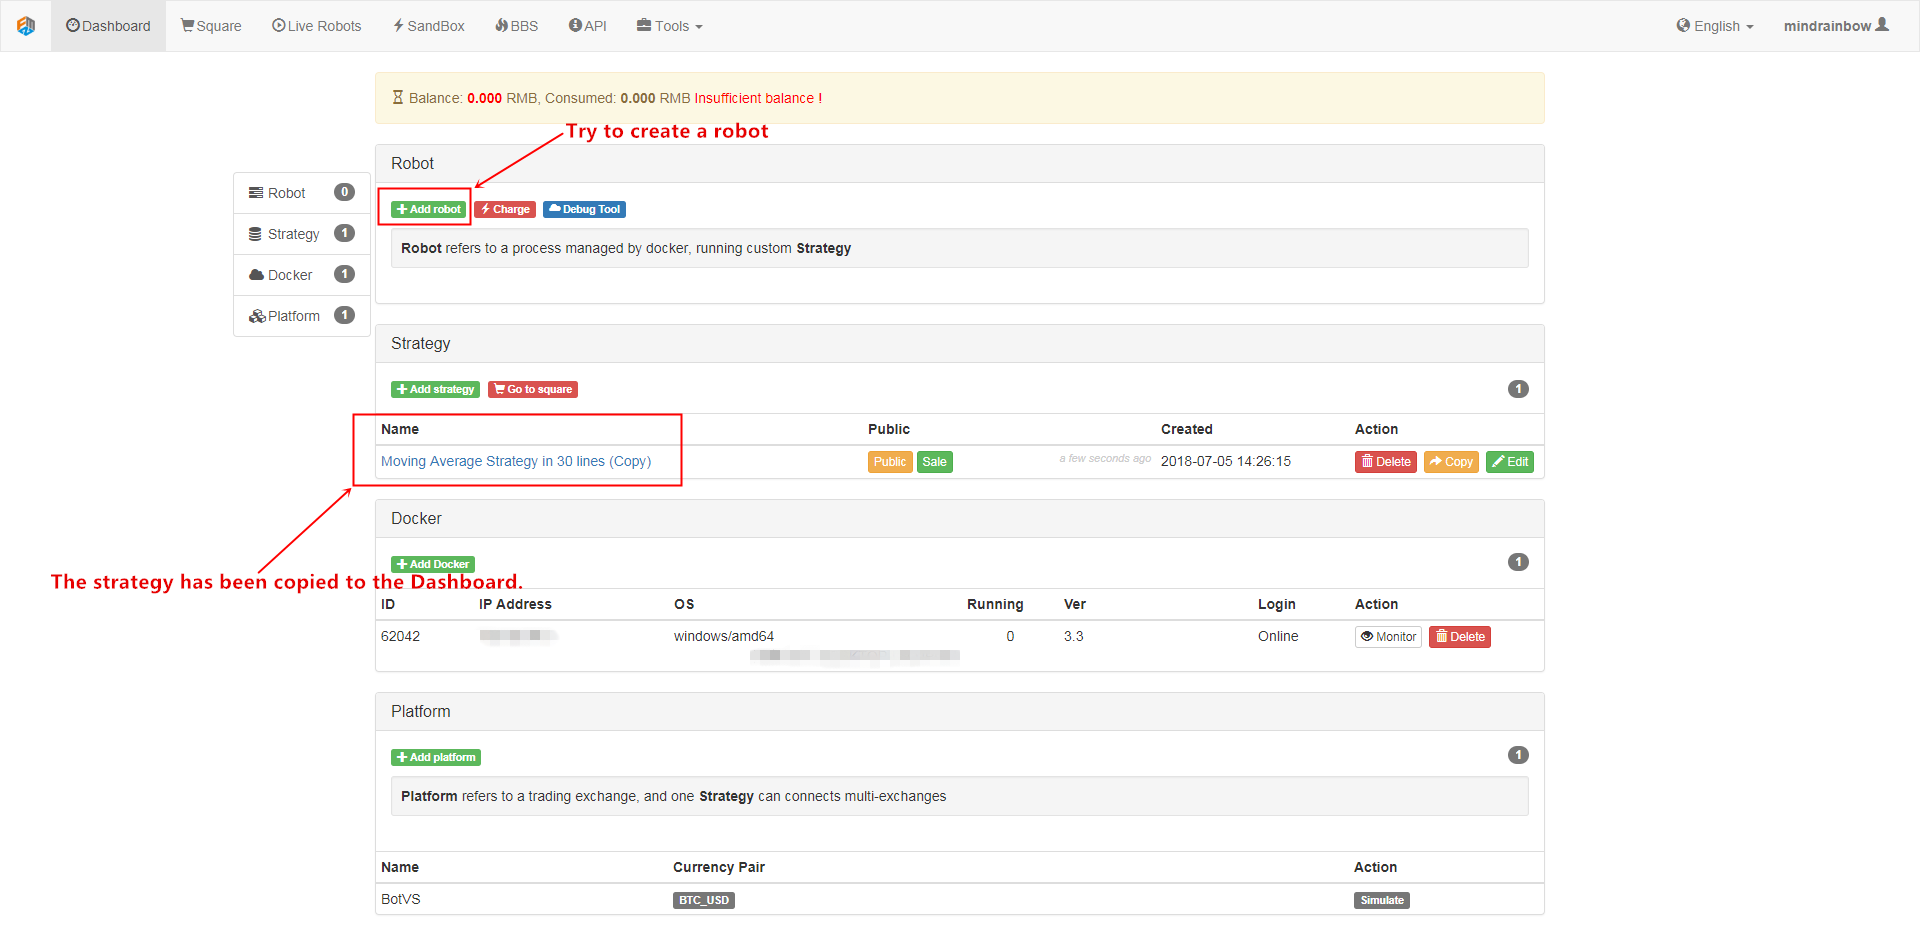 Dashboard Square Live Robots SandBox BBS API Tools English mindrainbow
Balance: 0.000 RMB, Consumed: 0.000 RMB Insufficient balance !
Try to create a robot
Robot
Robot 0
Strategy 1
Docker 1
Platform 1
Add robot Charge Debug Tool
Robot refers to a process managed by docker, running custom Strategy
Strategy
Add strategy Go to square 1
Name Public Created Action
Moving Average Strategy in 30 lines (Copy) Public Sale a few seconds ago 2018-07-05 14:26:15 Delete Copy Edit
Docker
Add Docker 1
The strategy has been copied to the Dashboard.
ID IP Address OS Running Ver Login Action
62042 windows/amd64 0 3.3 Online Monitor Delete
Platform
Add platform 1
Platform refers to a trading exchange, and one Strategy can connects multi-exchanges
Name Currency Pair Action
BotVS BTC_USD Simulate